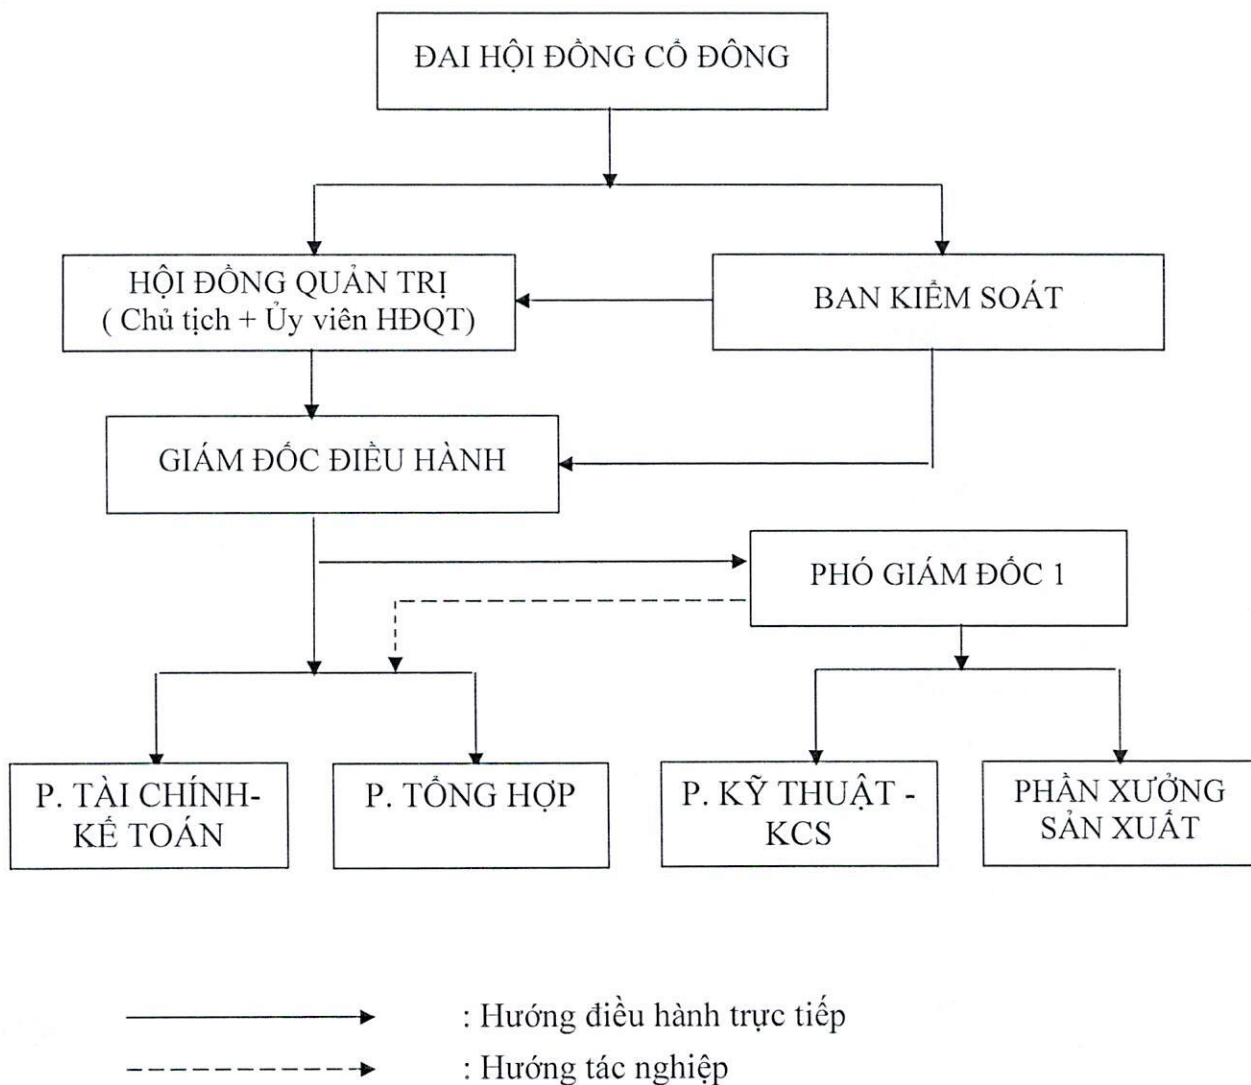 ĐAI HỘI ĐỒNG CỔ ĐÔNG
HỘI ĐỒNG QUẢN TRỊ
( Chủ tịch + Ủy viên HĐQT)
BAN KIỂM SOÁT
GIÁM ĐỐC ĐIỀU HÀNH
PHÓ GIÁM ĐỐC 1
P. TÀI CHÍNH-
KẾ TOÁN
P. TỔNG HỢP
P. KỸ THUẬT -
KCS
PHẦN XƯỞNG
SẢN XUẤT
: Hướng điều hành trực tiếp
: Hướng tác nghiệp